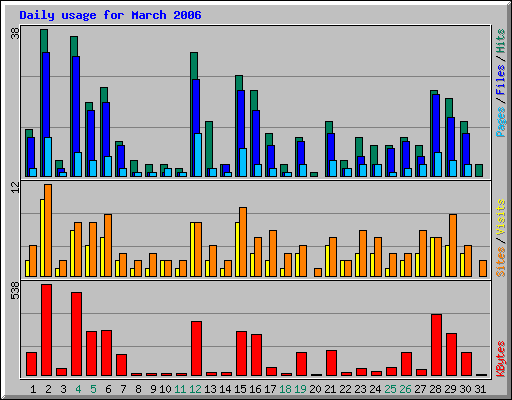 Daily usage for March 2006
38
Pages / Files / Hits
12
Sites / Visits
538
KBytes
1 2 3 4 5 6 7 8 9 10 11 12 13 14 15 16 17 18 19 20 21 22 23 24 25 26 27 28 29 30 31